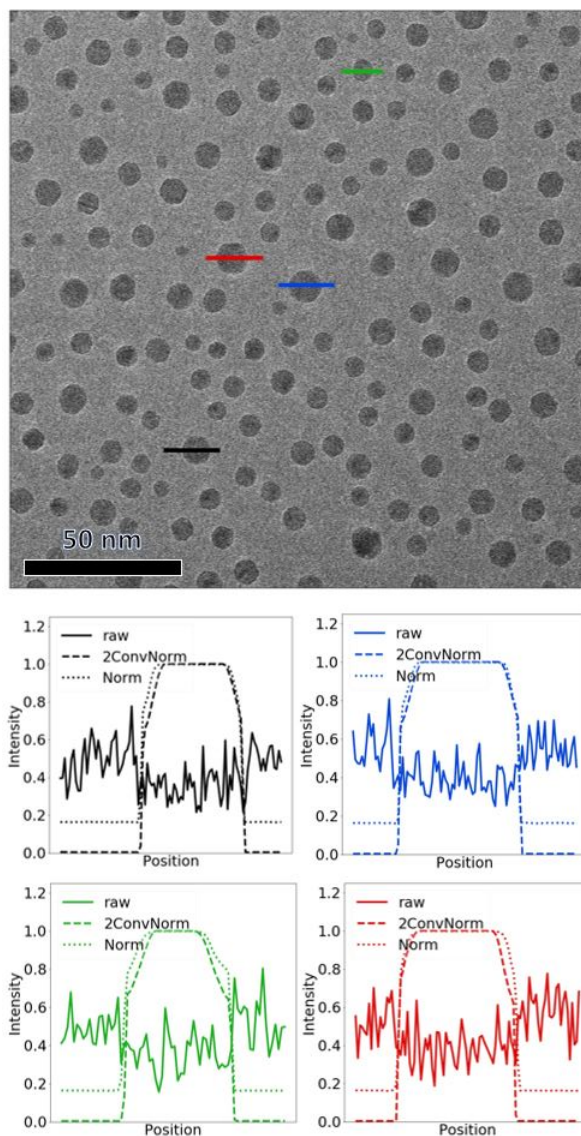 50 nm
1.2
1.0
0.8
0.6
0.4
0.2
0.0
Intensity
raw
2ConvNorm
Norm
Position
1.2
1.0
0.8
0.6
0.4
0.2
0.0
Intensity
raw
2ConvNorm
Norm
Position
1.2
1.0
0.8
0.6
0.4
0.2
0.0
Intensity
raw
2ConvNorm
Norm
Position
1.2
1.0
0.8
0.6
0.4
0.2
0.0
Intensity
raw
2ConvNorm
Norm
Position